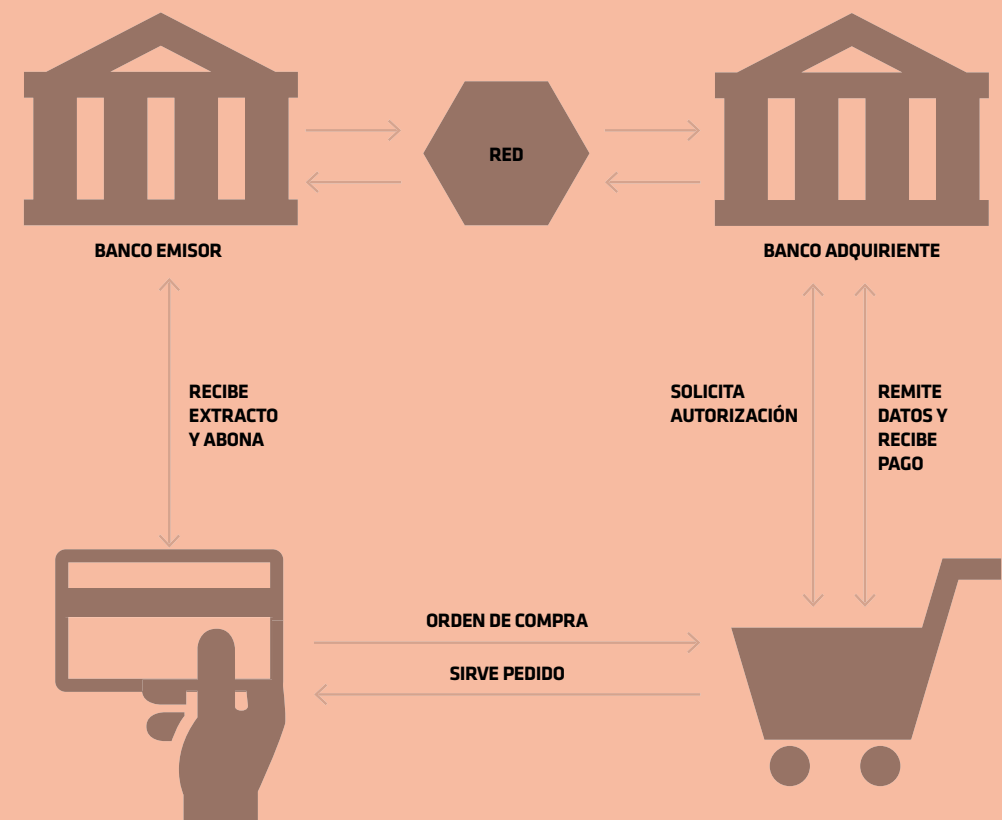 RED
BANCO EMISOR
BANCO ADQUIRIENTE
RECIBE
EXTRACTO
Y ABONA
SOLICITA
AUTORIZACIÓN
REMITE
DATOS Y
RECIBE
PAGO
ORDEN DE COMPRA
SIRVE PEDIDO